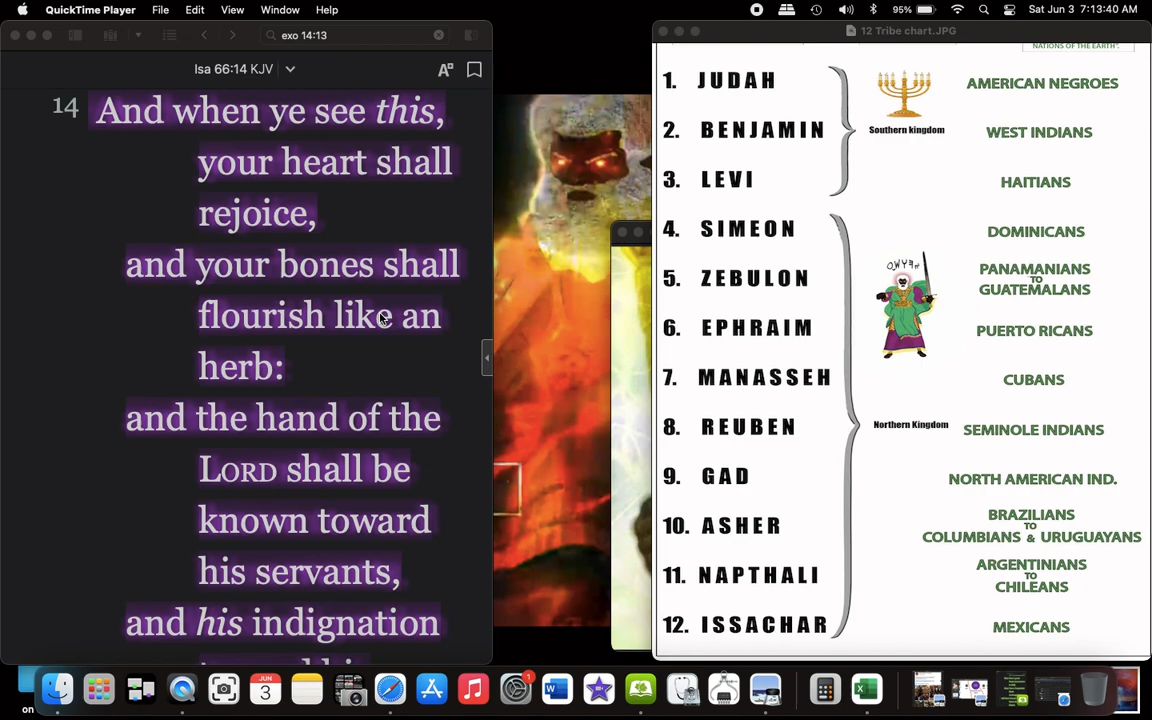 QuickTime Player File Edit View Window Help
95% Sat Jun 3 7:13:40 AM
exo 14:13
Isa 66:14 KJV
14 And when ye see this,
your heart shall
rejoice,
and your bones shall
flourish like an
herb:
and the hand of the
LORD shall be
known toward
his servants,
and his indignation
12 Tribe chart.JPG
NATIONS OF THE EARTH".
1. JUDAH
AMERICAN NEGROES
2. BENJAMIN
Southern kingdom
WEST INDIANS
3. LEVI
HAITIANS
4. SIMEON
DOMINICANS
5. ZEBULON
PANAMANIANS
TO
GUATEMALANS
6. EPHRAIM
PUERTO RICANS
7. MANASSEH
CUBANS
8. REUBEN
Northern Kingdom
SEMINOLE INDIANS
9. GAD
NORTH AMERICAN IND.
10. ASHER
BRAZILIANS
TO
COLUMBIANS & URUGUAYANS
11. NAPTHALI
ARGENTINIANS
TO
CHILEANS
12. ISSACHAR
MEXICANS
JUN
3
1
on